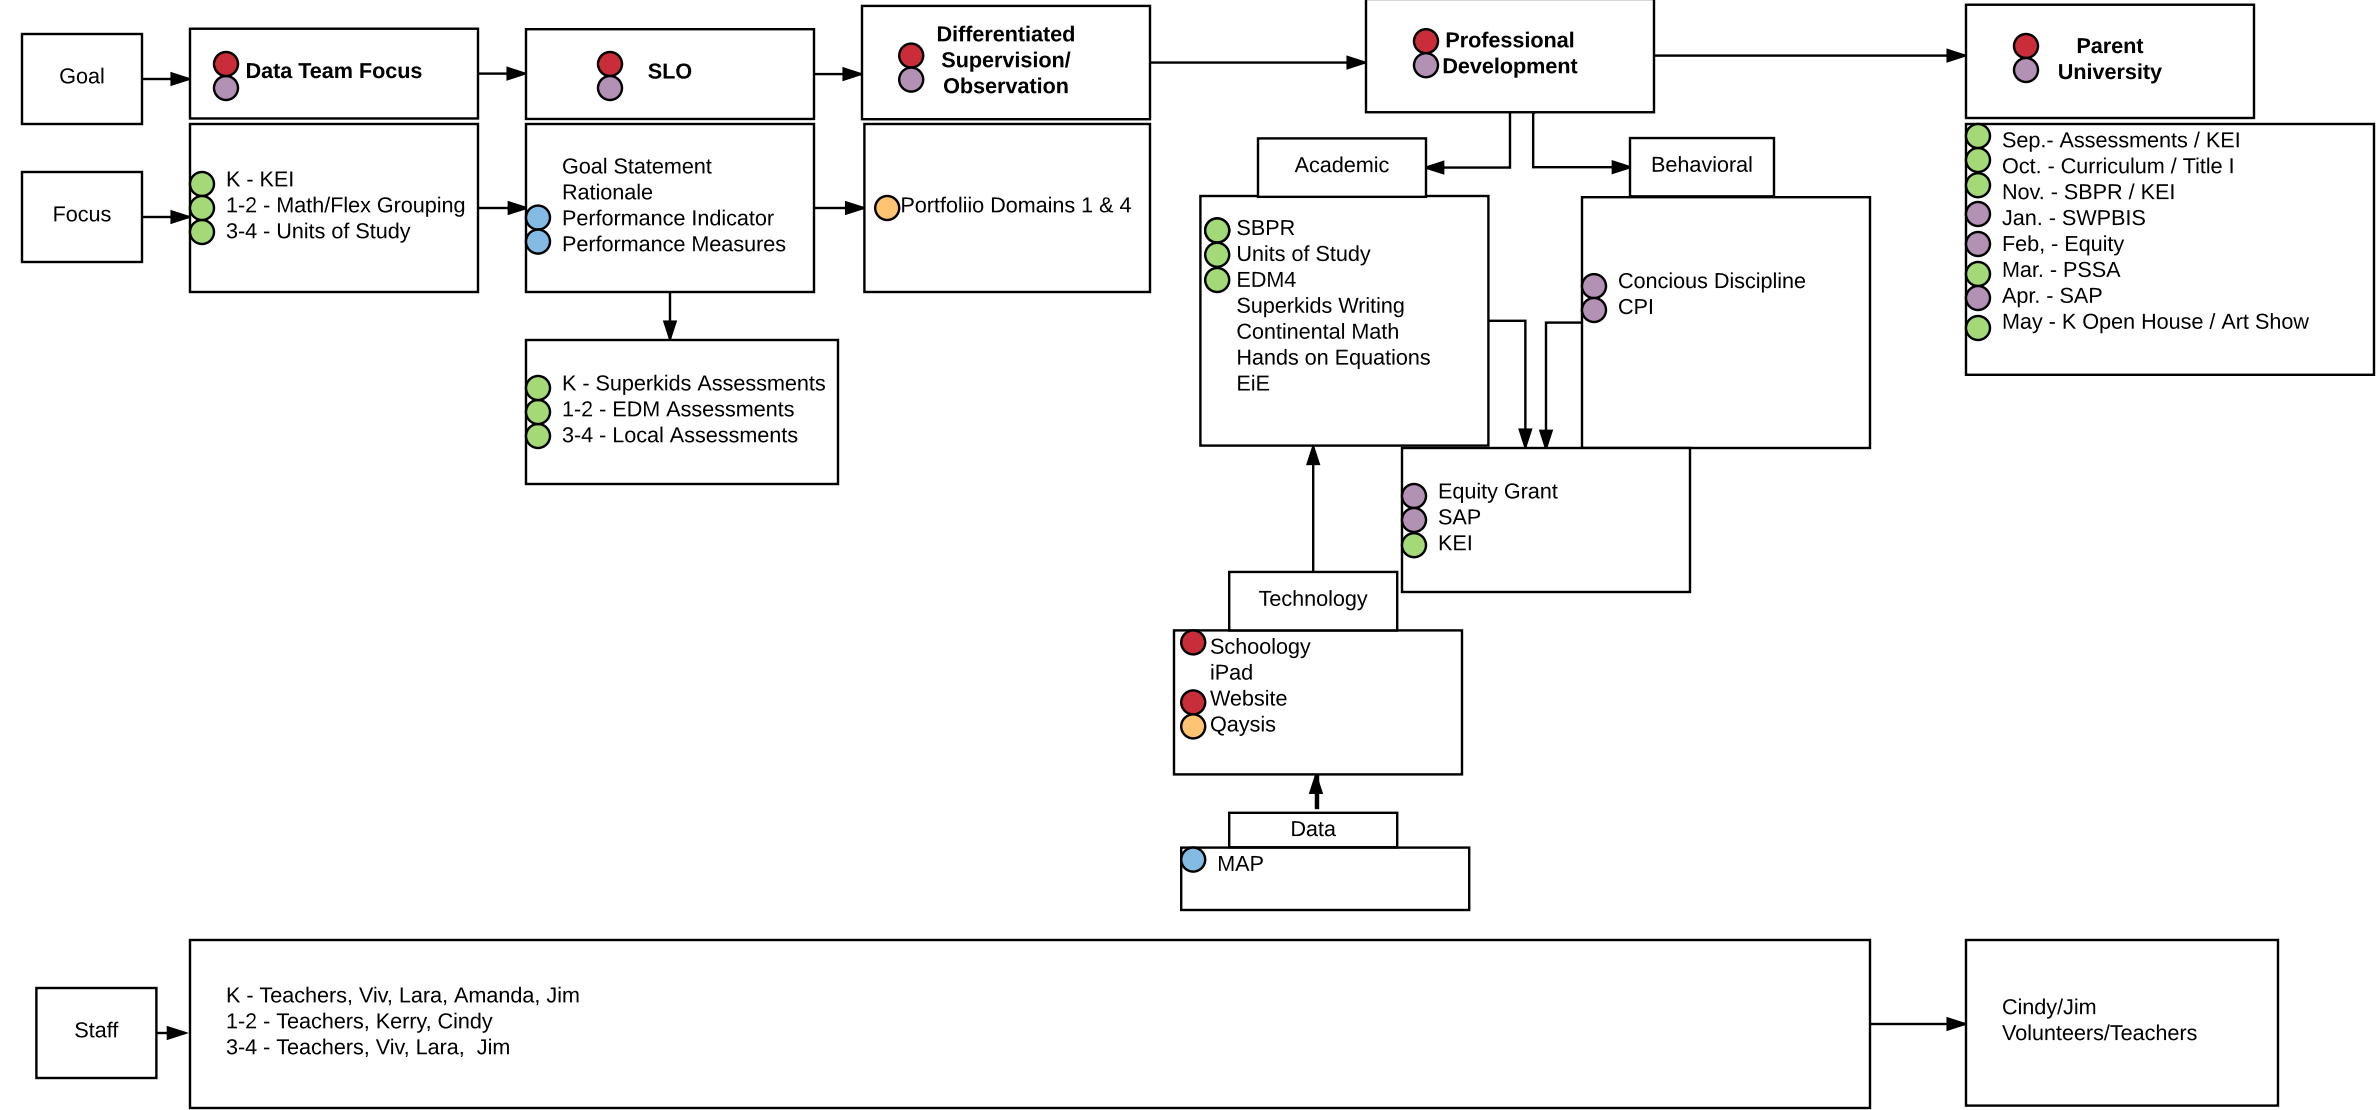 Goal
Data Team Focus
SLO
Differentiated
Supervision/
Observation
Professional
Development
Parent
University
Focus
K - KEI
1-2 - Math/Flex Grouping
3-4 - Units of Study
Goal Statement
Rationale
Performance Indicator
Performance Measures
Portfoliio Domains 1 & 4
K - Superkids Assessments
1-2 - EDM Assessments
3-4 - Local Assessments
Academic
SBPR
Units of Study
EDM4
Superkids Writing
Continental Math
Hands on Equations
EiE
Behavioral
Concious Discipline
CPI
Equity Grant
SAP
KEI
Technology
Schoology
iPad
Website
Qaysis
Data
MAP
Sep.- Assessments / KEI
Oct. - Curriculum / Title I
Nov. - SBPR / KEI
Jan. - SWPBIS
Feb, - Equity
Mar. - PSSA
Apr. - SAP
May - K Open House / Art Show
Staff
K - Teachers, Viv, Lara, Amanda, Jim
1-2 - Teachers, Kerry, Cindy
3-4 - Teachers, Viv, Lara,  Jim
Cindy/Jim
Volunteers/Teachers